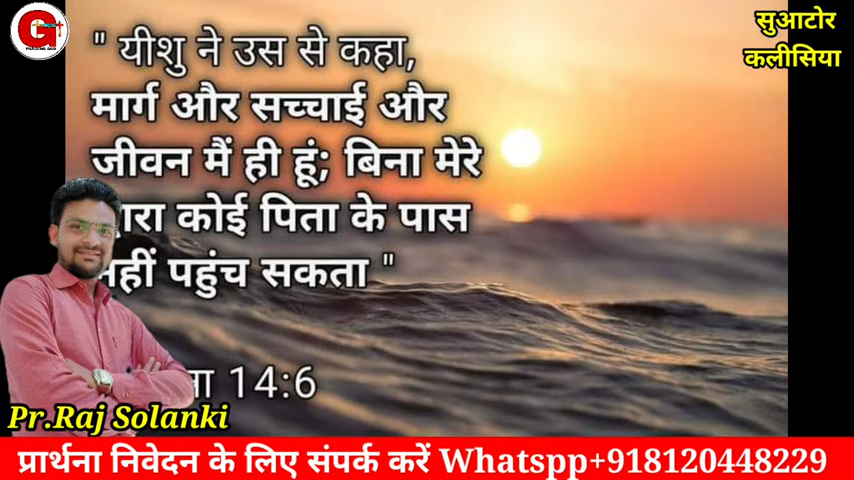 G
सुआटोर
कलीसिया
" यीशु ने उस से कहा,
मार्ग और सच्चाई और
जीवन मैं ही हूं; बिना मेरे
कोई पिता के पास
पहुंच सकता "
14:6
Pr.Raj Solanki
प्रार्थना निवेदन के लिए संपर्क करें Whatspp+918120448229